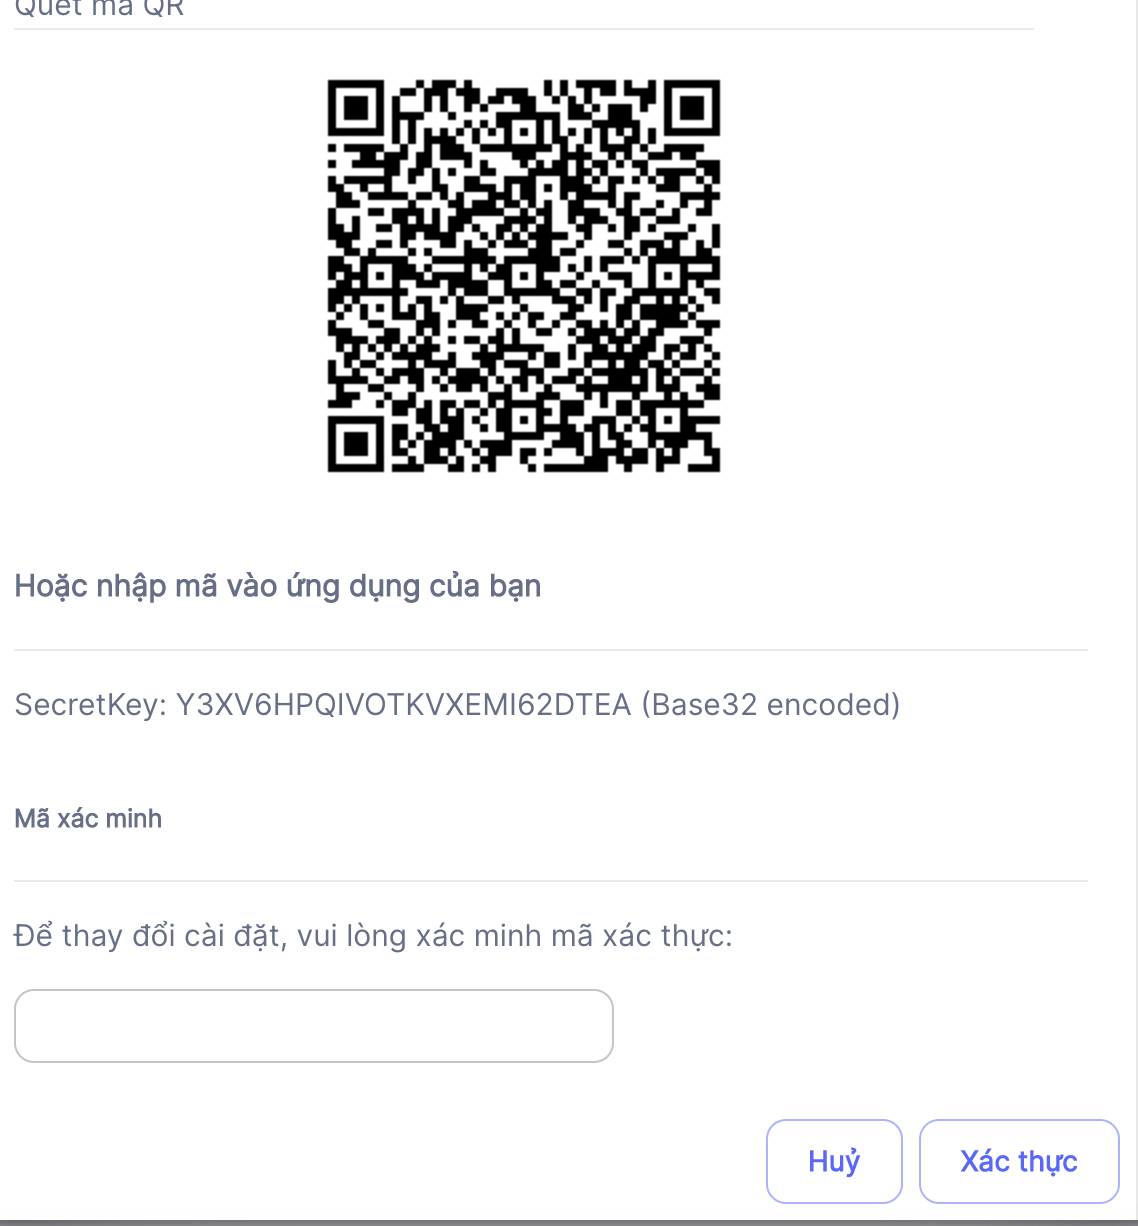 Quét mã QR
Hoặc nhập mã vào ứng dụng của bạn
SecretKey: Y3XV6HPQIVOTKVXEMI62DTEA (Base32 encoded)
Mã xác minh
Để thay đổi cài đặt, vui lòng xác minh mã xác thực:
Huỷ
Xác thực